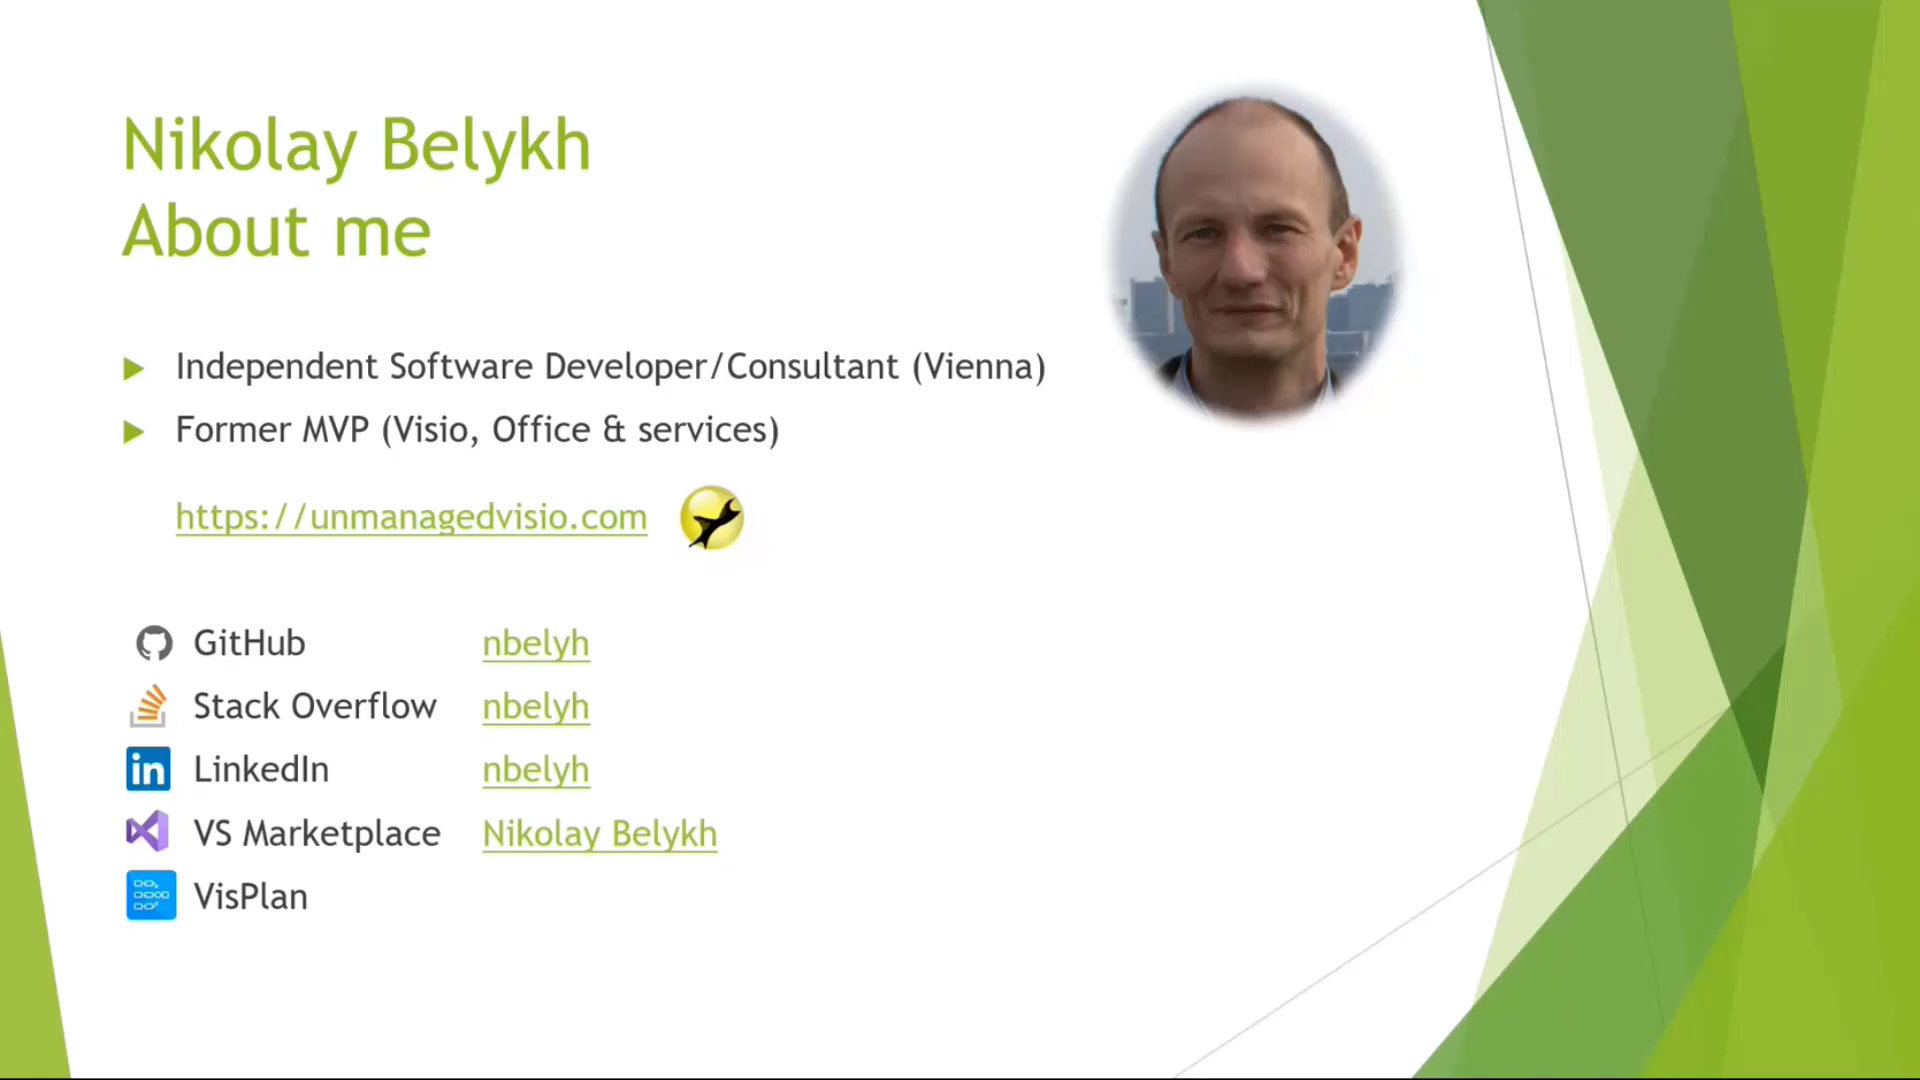 Nikolay Belykh
About me
Independent Software Developer/Consultant (Vienna)
Former MVP (Visio, Office & services)
https://unmanagedvisio.com
GitHub nbelyh
Stack Overflow nbelyh
in LinkedIn nbelyh
VS Marketplace Nikolay Belykh
VisPlan